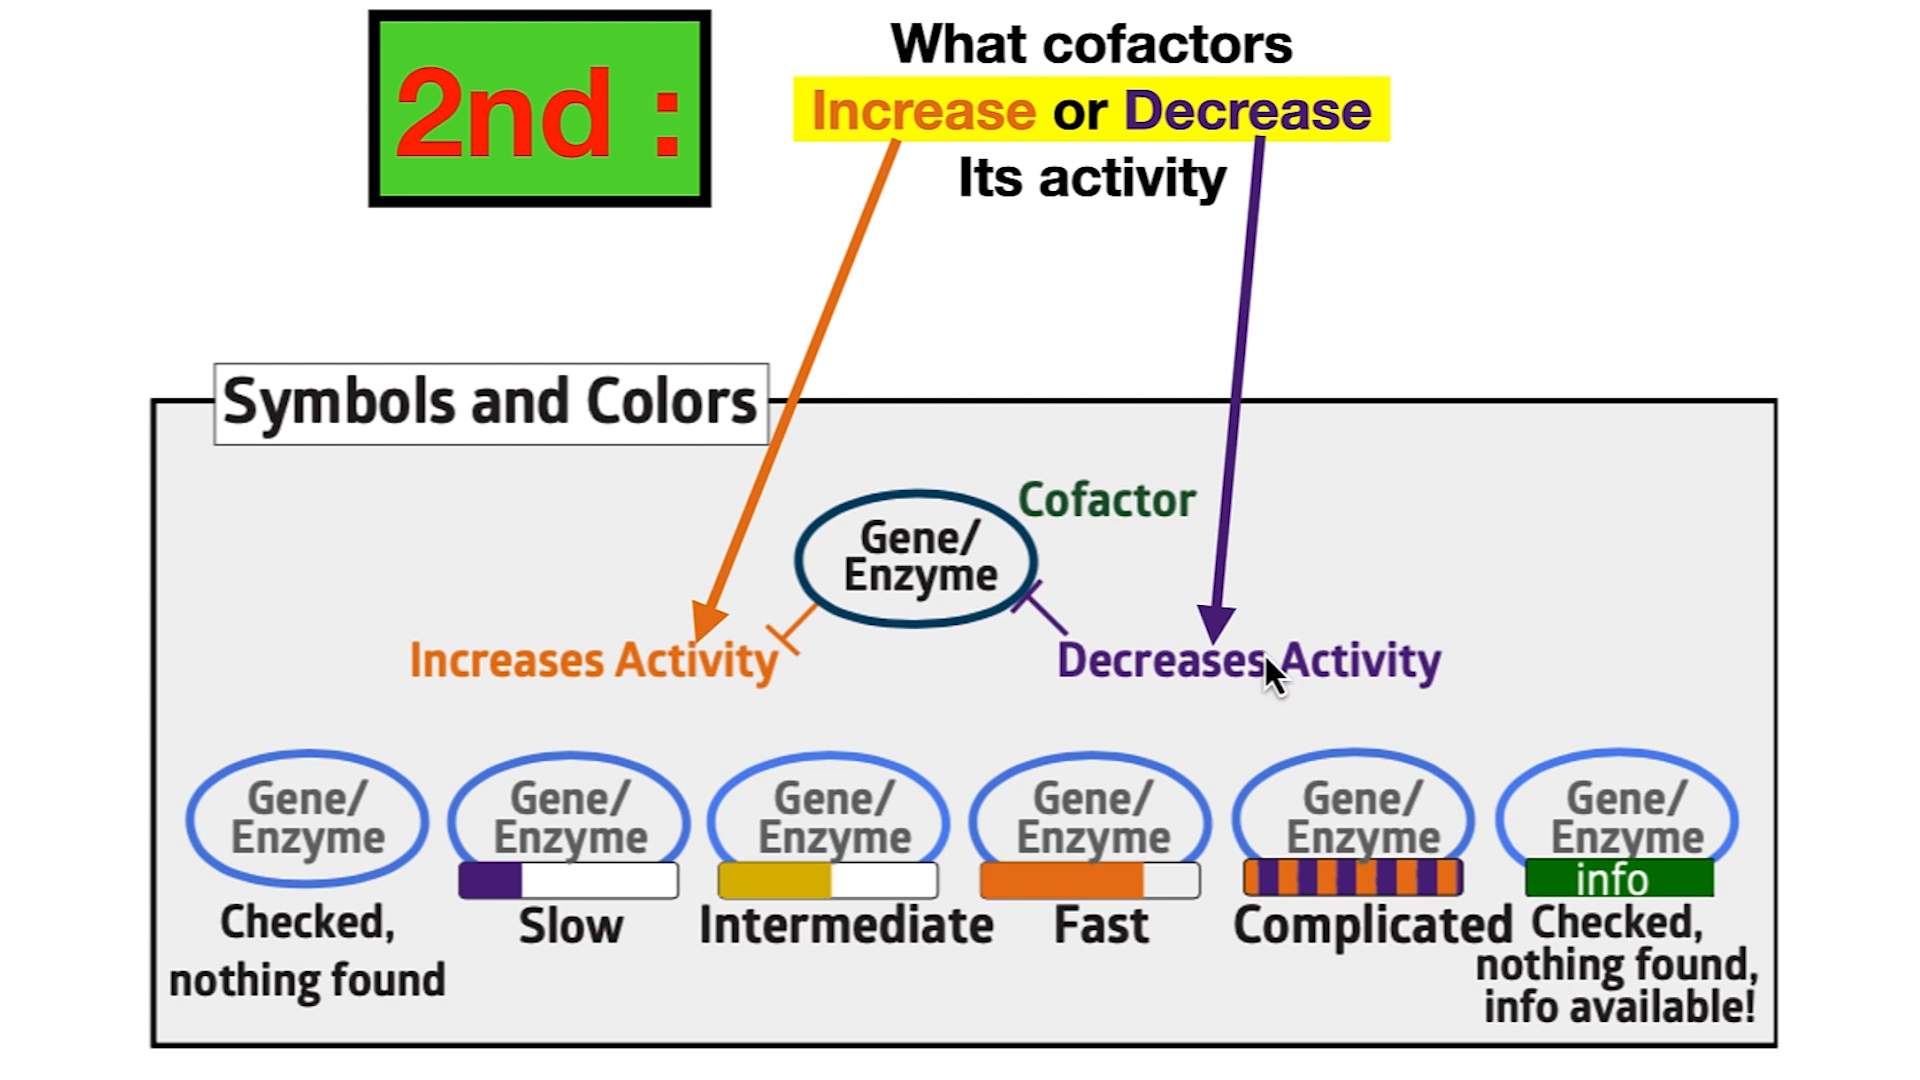 2nd :
What cofactors
Increase or Decrease
Its activity
Symbols and Colors
Cofactor
Gene/
Enzyme
Increases Activity
Decreases Activity
Gene/
Enzyme
Checked,
nothing found
Gene/
Enzyme
Slow
Gene/
Enzyme
Intermediate
Gene/
Enzyme
Fast
Gene/
Enzyme
Complicated
Gene/
Enzyme
info
Checked,
nothing found,
info available!